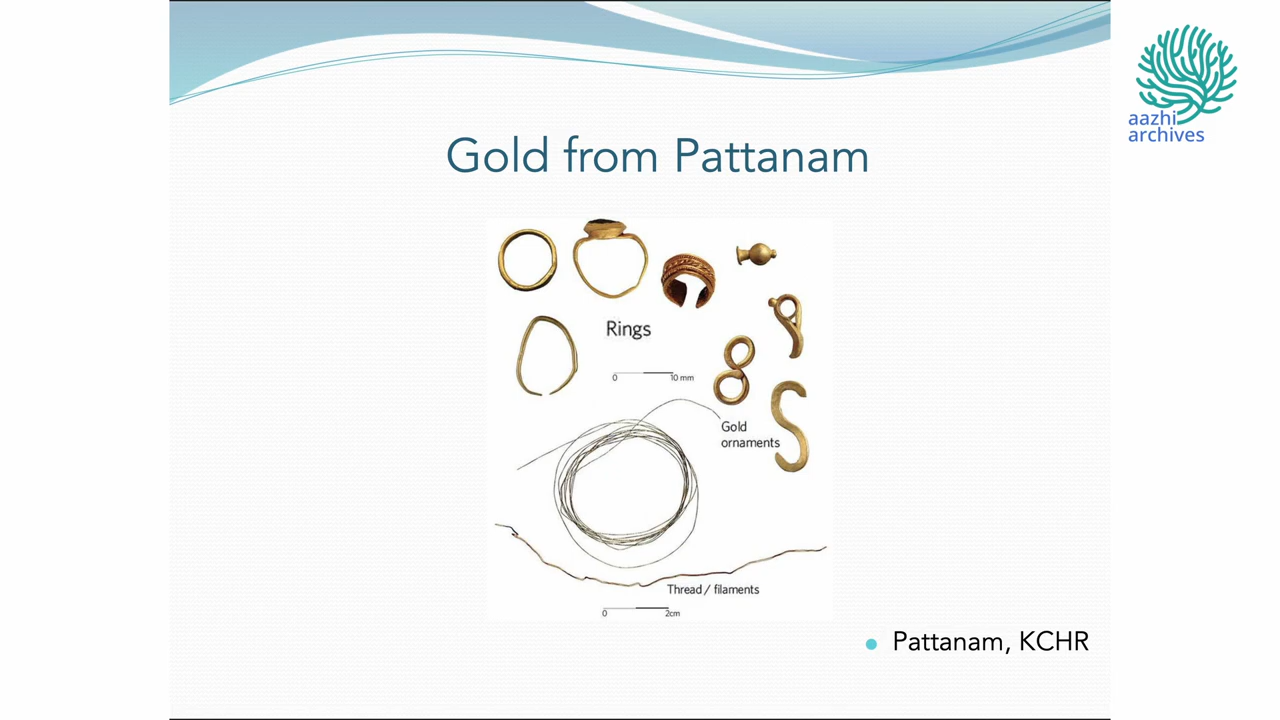 aazhi
archives
Gold from Pattanam
Rings
0 10 mm
Gold
ornaments
Thread / filaments
0 2cm
Pattanam, KCHR